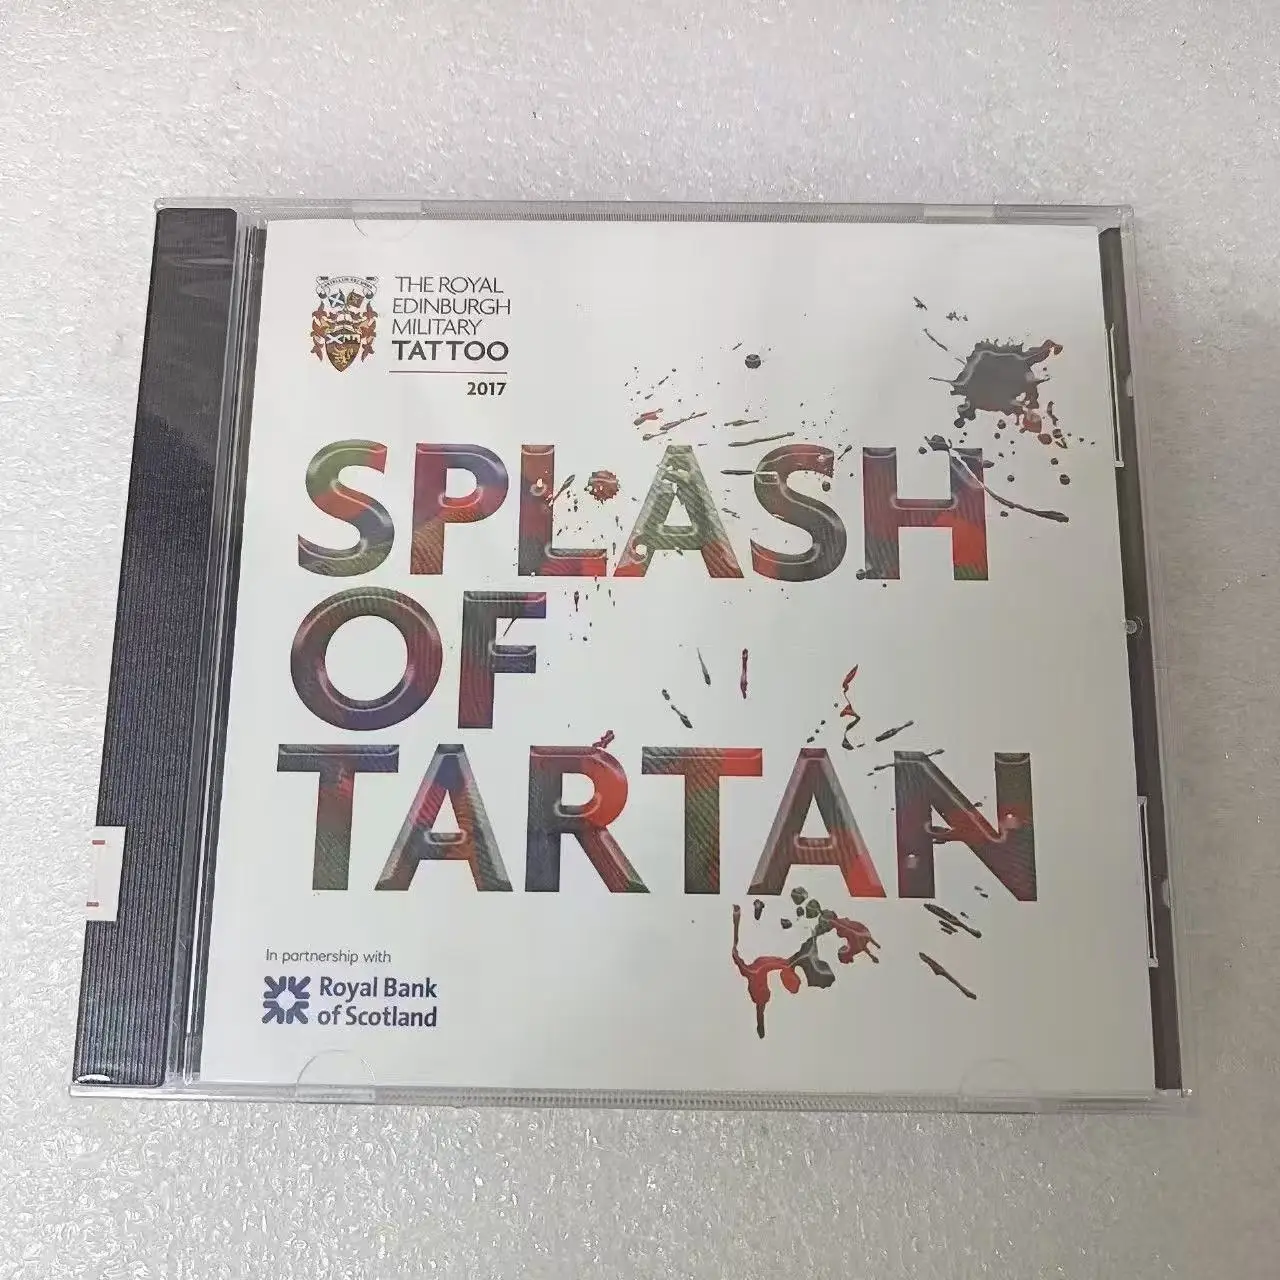 THE ROYAL
EDINBURGH
MILITARY
TATTOO
2017
SPLASH
OF
TARTAN
In partnership with
Royal Bank
of Scotland